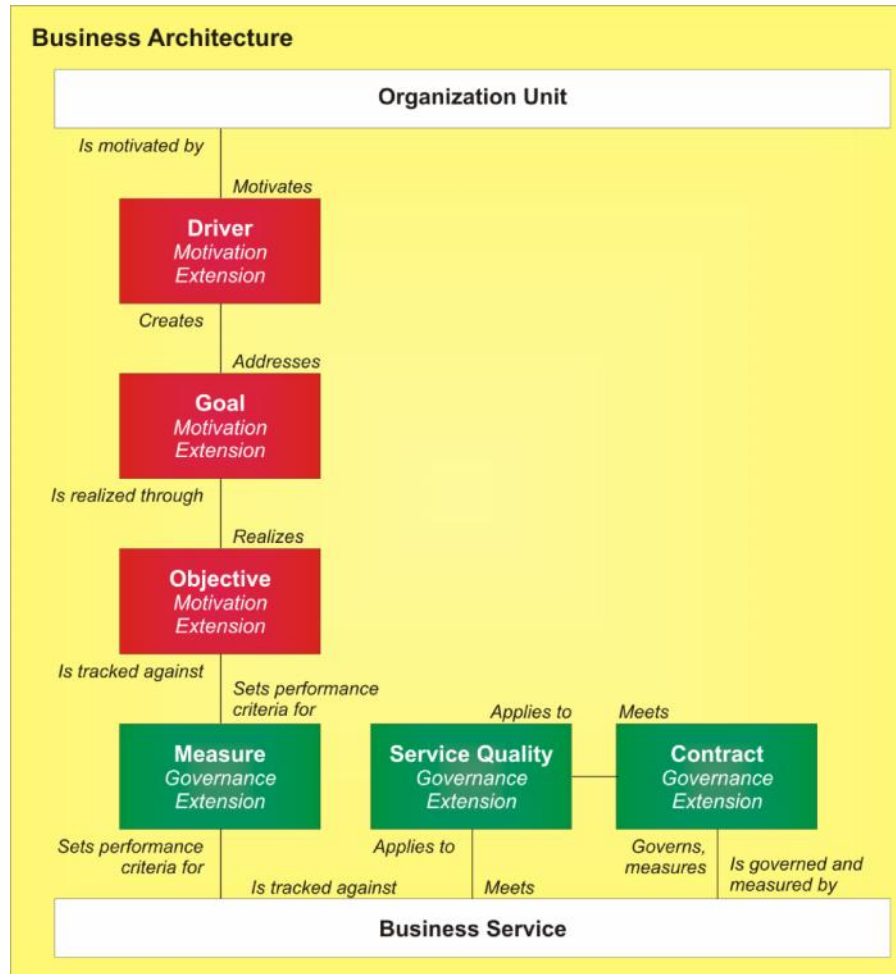 Business Architecture
Organization Unit
Is motivated by
Motivates
Driver
Motivation
Extension
Creates
Addresses
Goal
Motivation
Extension
Is realized through
Realizes
Objective
Motivation
Extension
Is tracked against
Sets performance
criteria for
Applies to
Meets
Measure
Governance
Extension
Service Quality
Governance
Extension
Contract
Governance
Extension
Sets performance
criteria for
Is tracked against
Applies to
Meets
Governs,
measures
Is governed and
measured by
Business Service